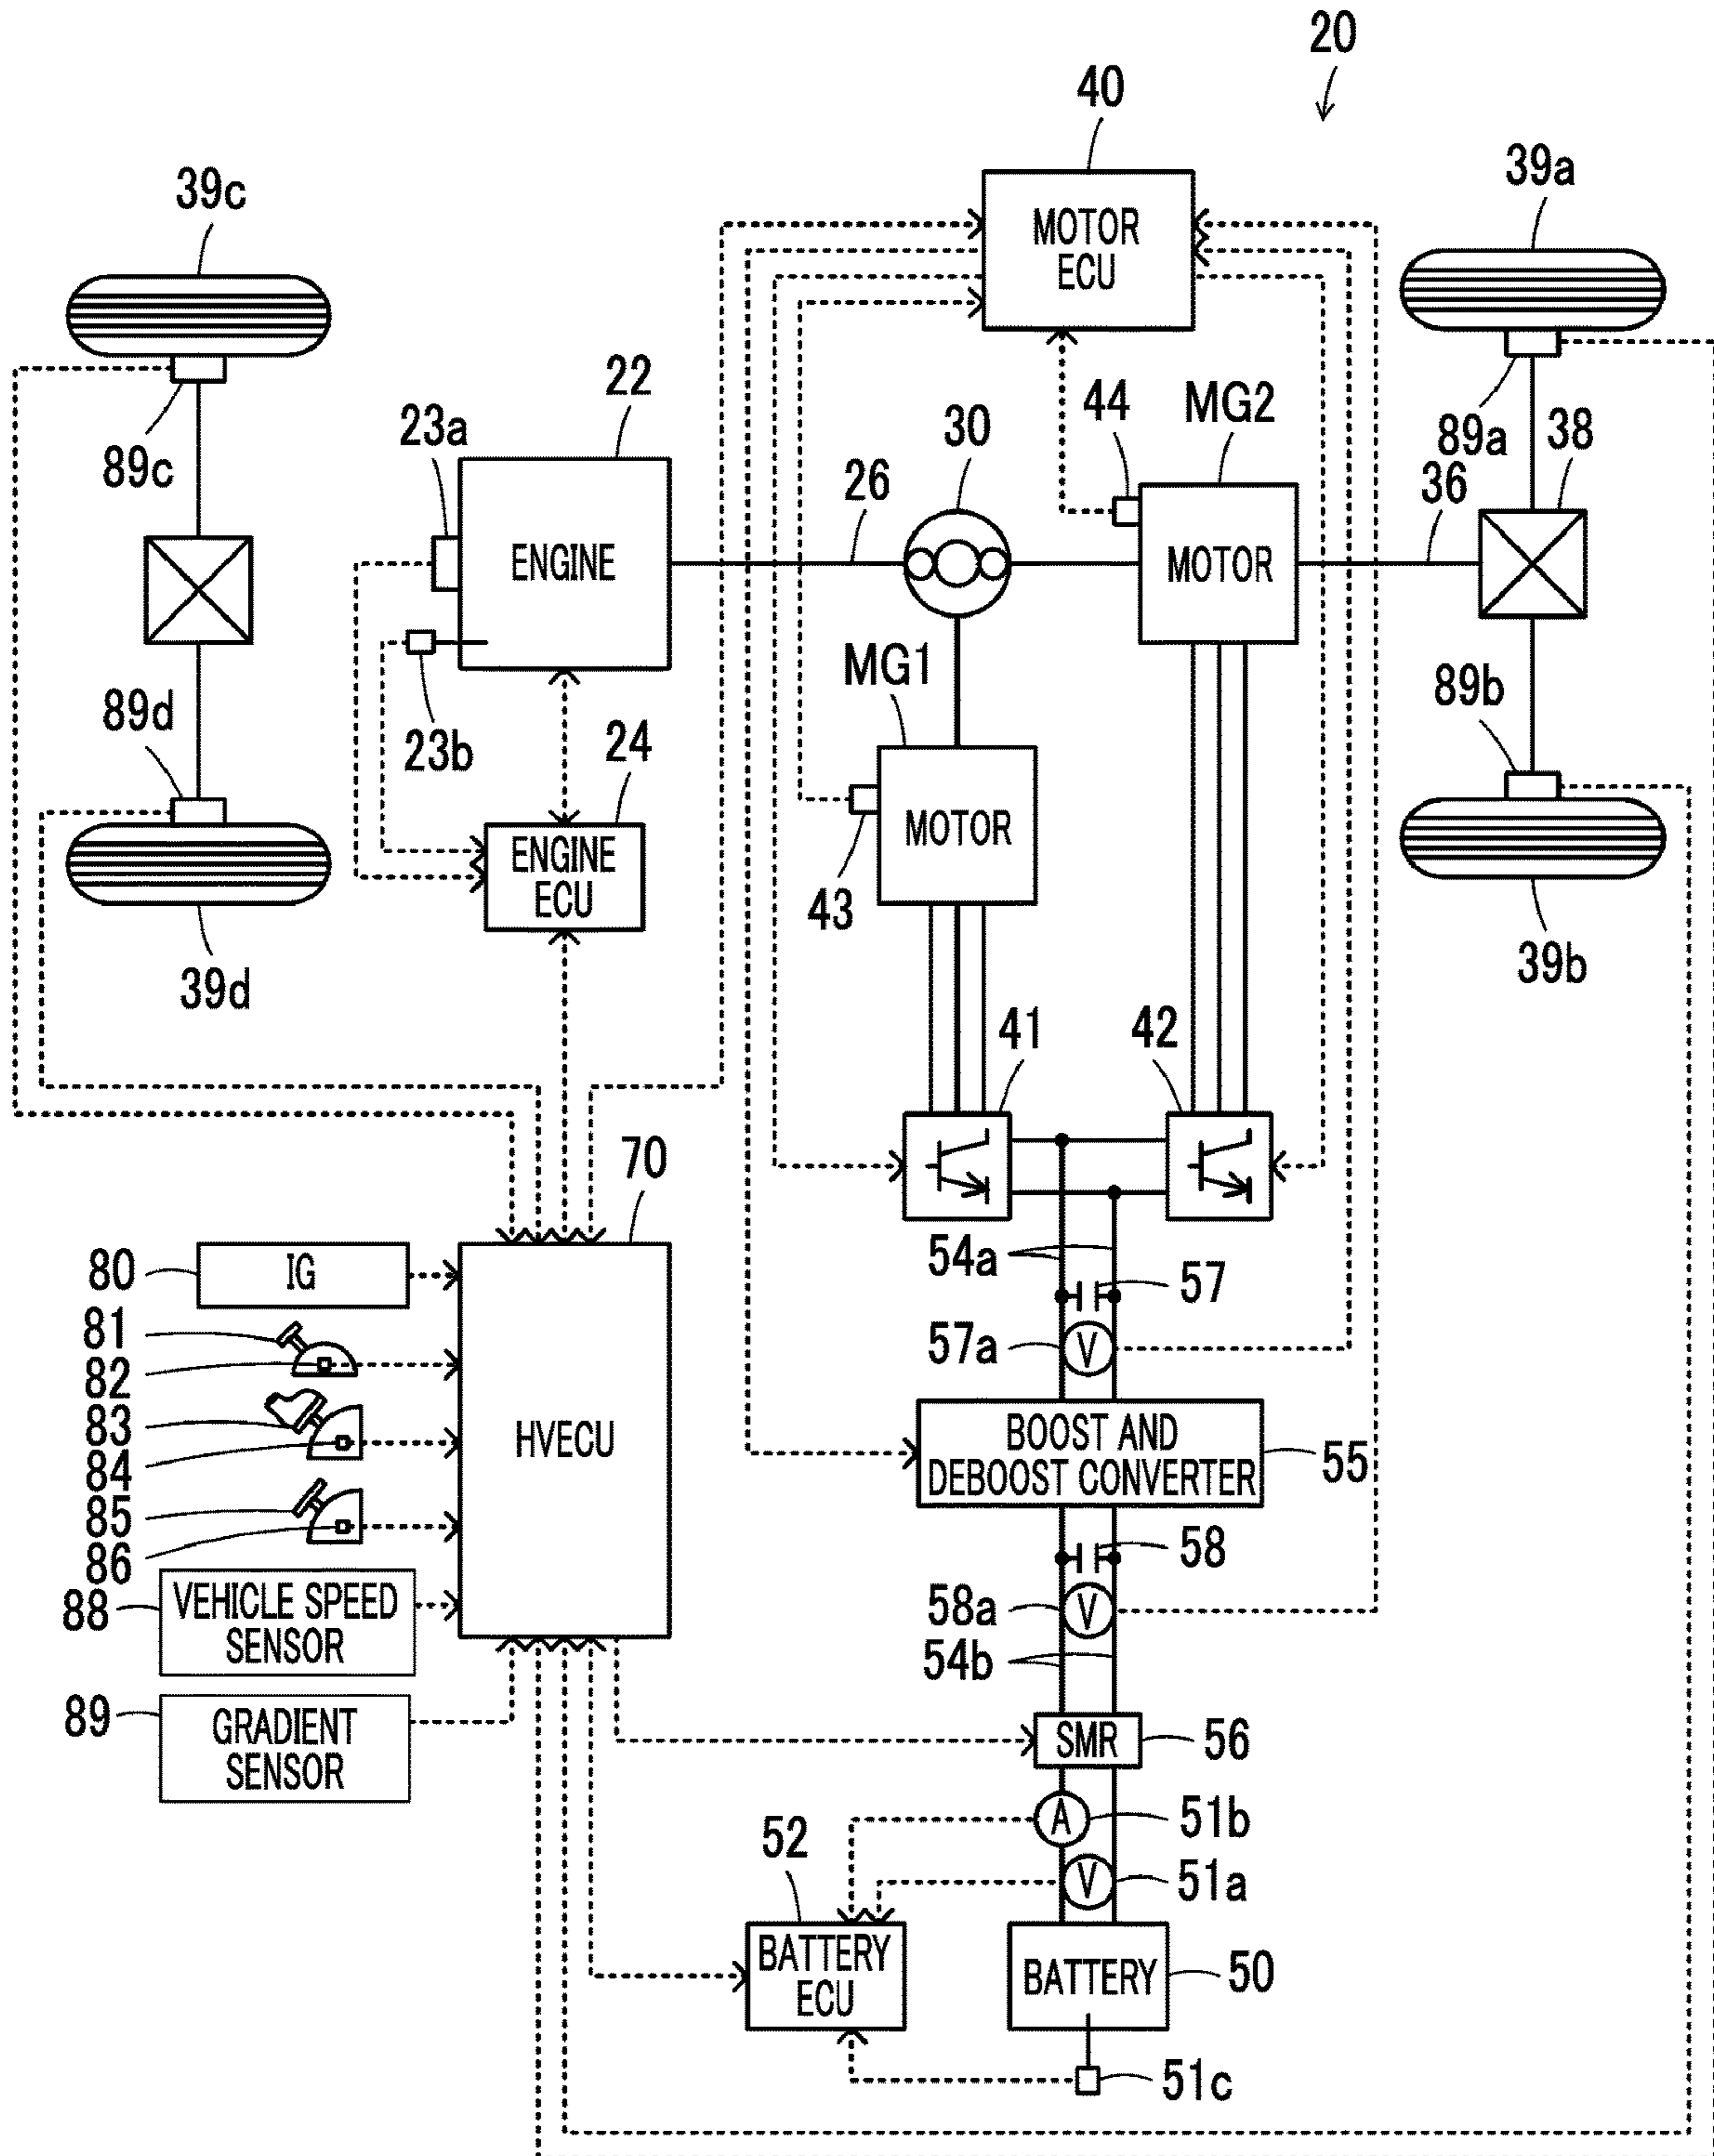 20
40
39c
39a
MOTOR
ECU
22
MG2
44
30
23a
89a
38
89c
26
36
ENGINE
MOTOR
MG1
89d
89b
23b
24
MOTOR
ENGINE
ECU
43
39d
39b
41
42
70
80
IG
54a
57
81
57a
82
83
HVECU
BOOST AND
DEBOOST CONVERTER
55
84
85
86
58
88
VEHICLE SPEED
SENSOR
58a
54b
89
GRADIENT
SENSOR
SMR
56
A
51b
52
V
51a
V
V
BATTERY
ECU
BATTERY
50
51c